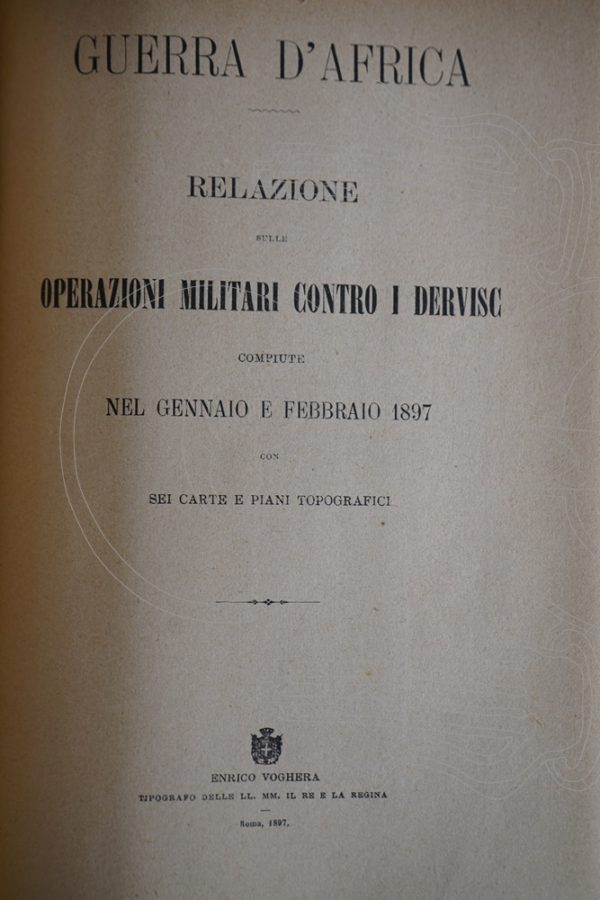 GUERRA D'AFRICA
RELAZIONE
SULLE
OPERAZIONI MILITARI CONTRO I DERVISC
COMPIUTE
NEL GENNAIO E FEBBRAIO 1897
CON
SEI CARTE E PIANI TOPOGRAFICI
ENRICO VOGHERA
TIPOGRAFO DELLE LL. MM. IL RE E LA REGINA
Roma, 1897.